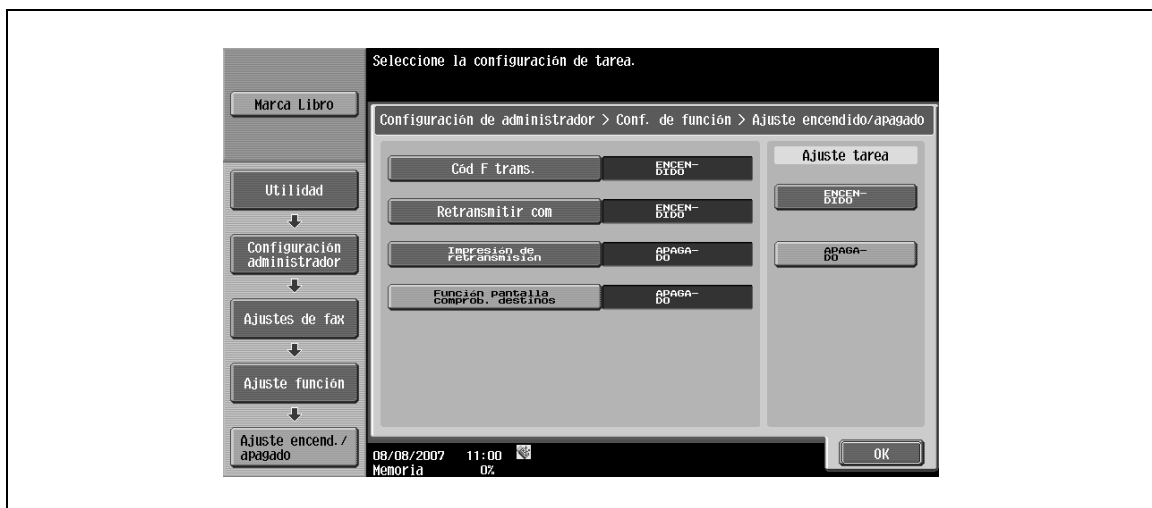 Seleccione la configuración de tarea.
Marca Libro
Configuración de administrador > Conf. de función > Ajuste encendido/apagado
Utilidad
Configuración
administrador
Ajustes de fax
Ajuste función
Ajuste encend./
apagado
Cód F trans.
ENCEN-
DIDO
Retransmitir com
ENCEN-
DIDO
Impresión de
retransmisión
APAGA-
DO
Función pantalla
comprob. destinos
APAGA-
DO
Ajuste tarea
ENCEN-
DIDO
APAGA-
DO
08/08/2007 11:00
Memoria 0%
OK